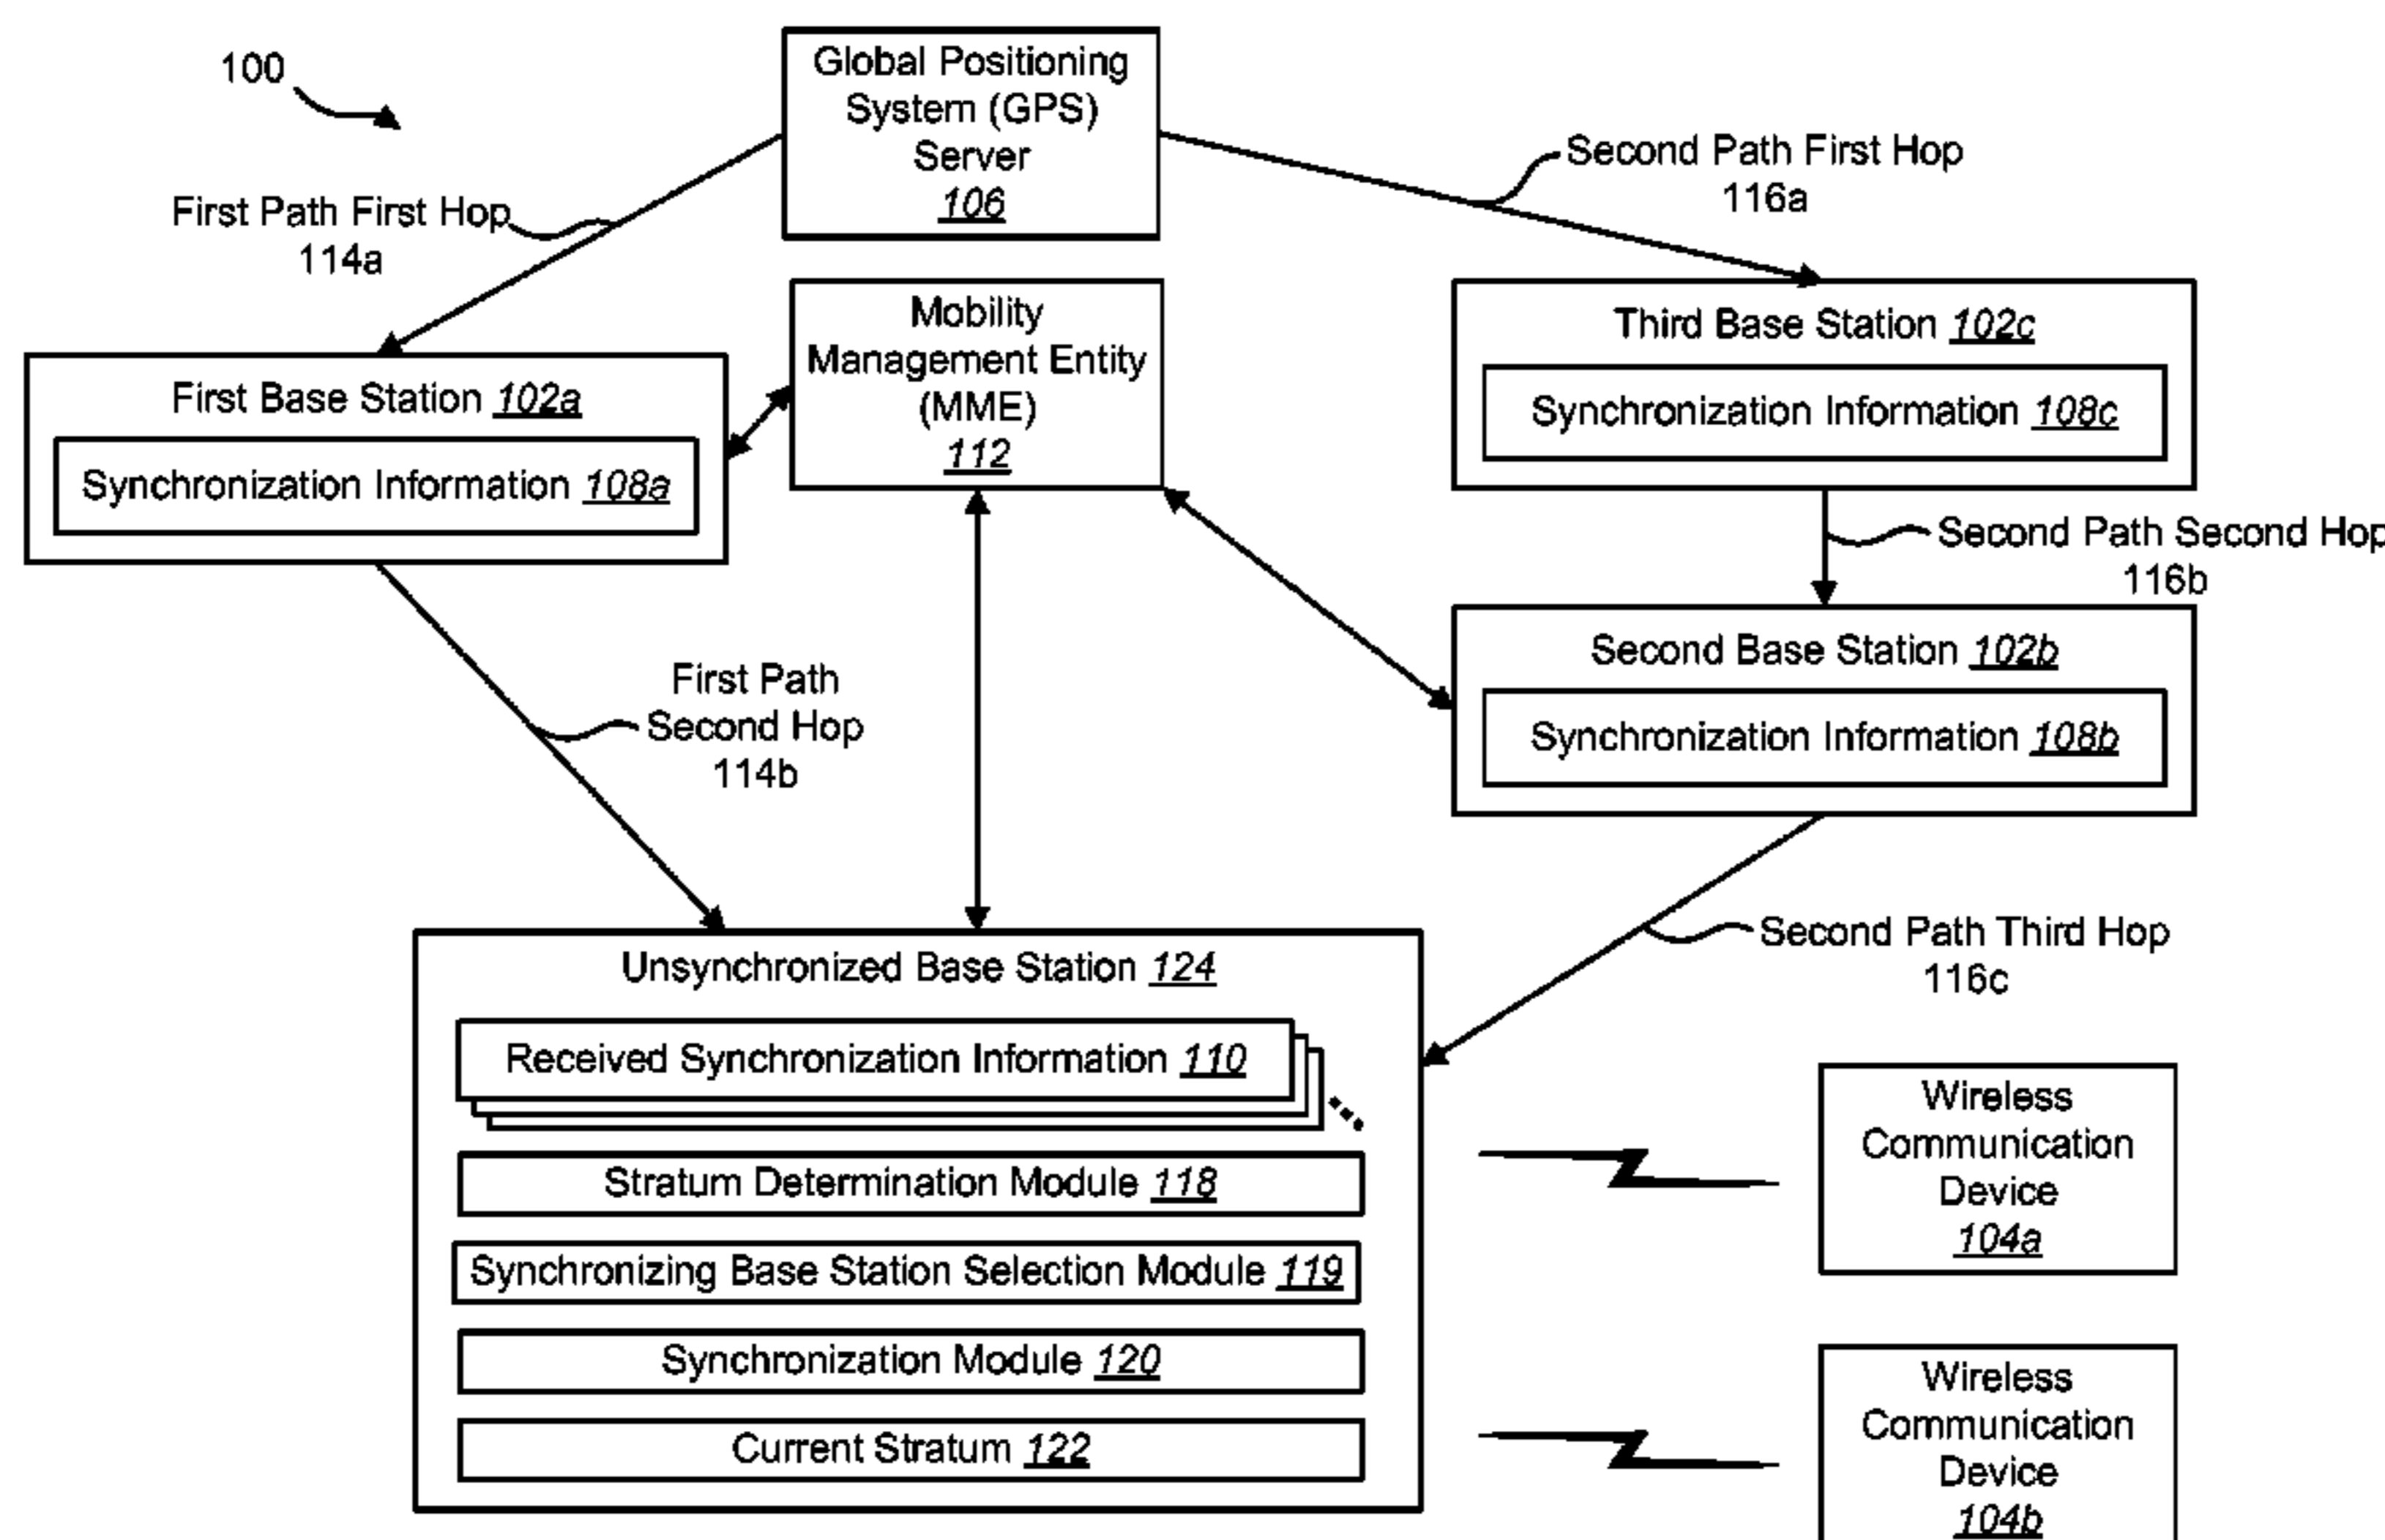 100
Global Positioning
System (GPS)
Server
106
Second Path First Hop
116a
First Path First Hop
114a
Mobility
Management Entity
(MME)
112
Third Base Station 102c
Synchronization Information 108c
First Base Station 102a
Synchronization Information 108a
Second Path Second Hop
116b
Second Base Station 102b
Synchronization Information 108b
First Path
Second Hop
114b
Second Path Third Hop
116c
Unsynchronized Base Station 124
Received Synchronization Information 110
Stratum Determination Module 118
Synchronizing Base Station Selection Module 119
Synchronization Module 120
Current Stratum 122
Wireless
Communication
Device
104a
Wireless
Communication
Device
104b